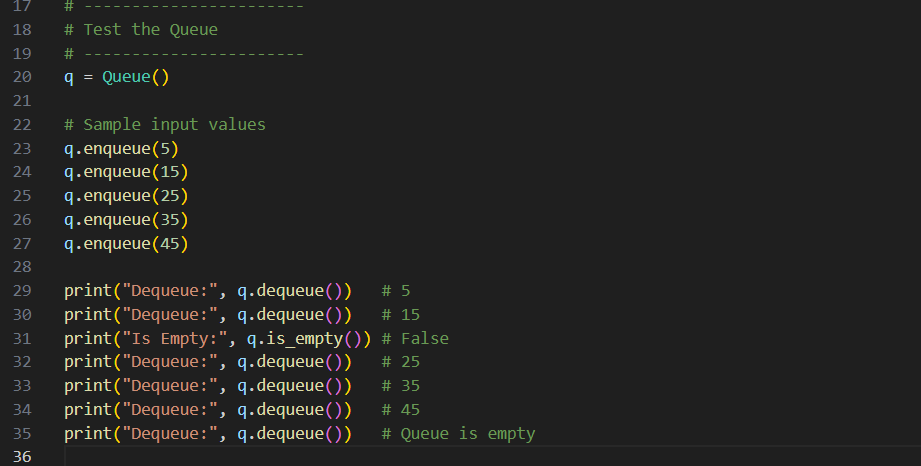 17 # -----------------------
18 # Test the Queue
19 # -----------------------
20 q = Queue()
21
22 # Sample input values
23 q.enqueue(5)
24 q.enqueue(15)
25 q.enqueue(25)
26 q.enqueue(35)
27 q.enqueue(45)
28
29 print("Dequeue:", q.dequeue())   # 5
30 print("Dequeue:", q.dequeue())   # 15
31 print("Is Empty:", q.is_empty()) # False
32 print("Dequeue:", q.dequeue())   # 25
33 print("Dequeue:", q.dequeue())   # 35
34 print("Dequeue:", q.dequeue())   # 45
35 print("Dequeue:", q.dequeue())   # Queue is empty
36